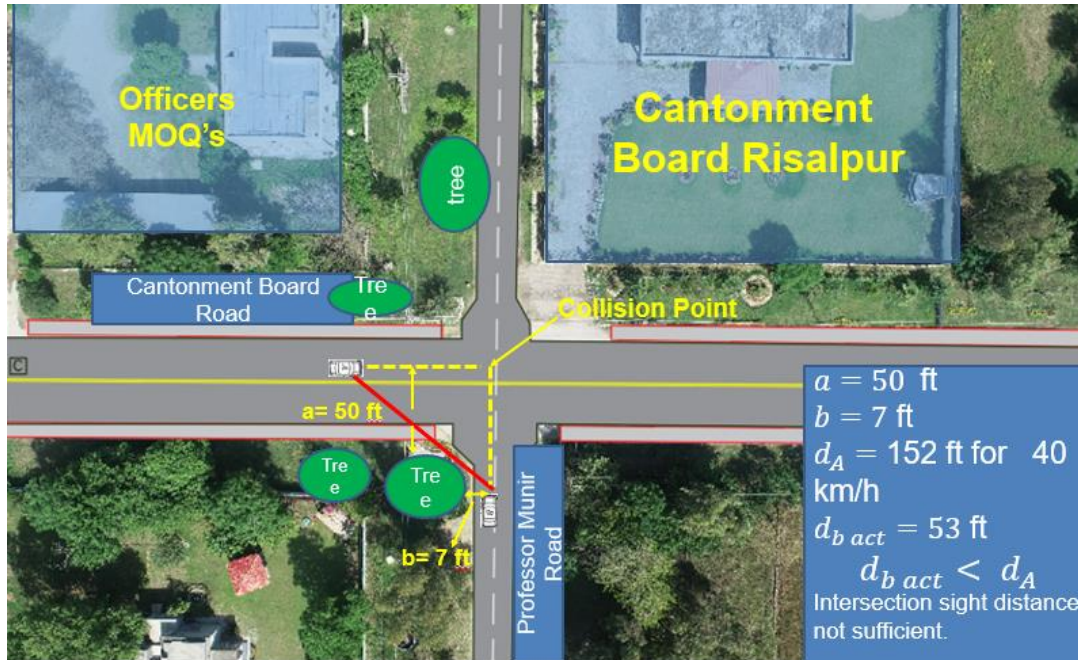 Officers
MOQ's
tree
Cantonment
Board Risalpur
Cantonment Board
Road
Tre
e
Collision Point
C
a= 50 ft
Tre
e
Tre
e
b= 7 ft
Professor Munir
Road
a = 50 ft
b = 7 ft
d_A = 152 ft for 40
km/h
d_{b act} = 53 ft
d_{b act} < d_A
Intersection sight distance
not sufficient.